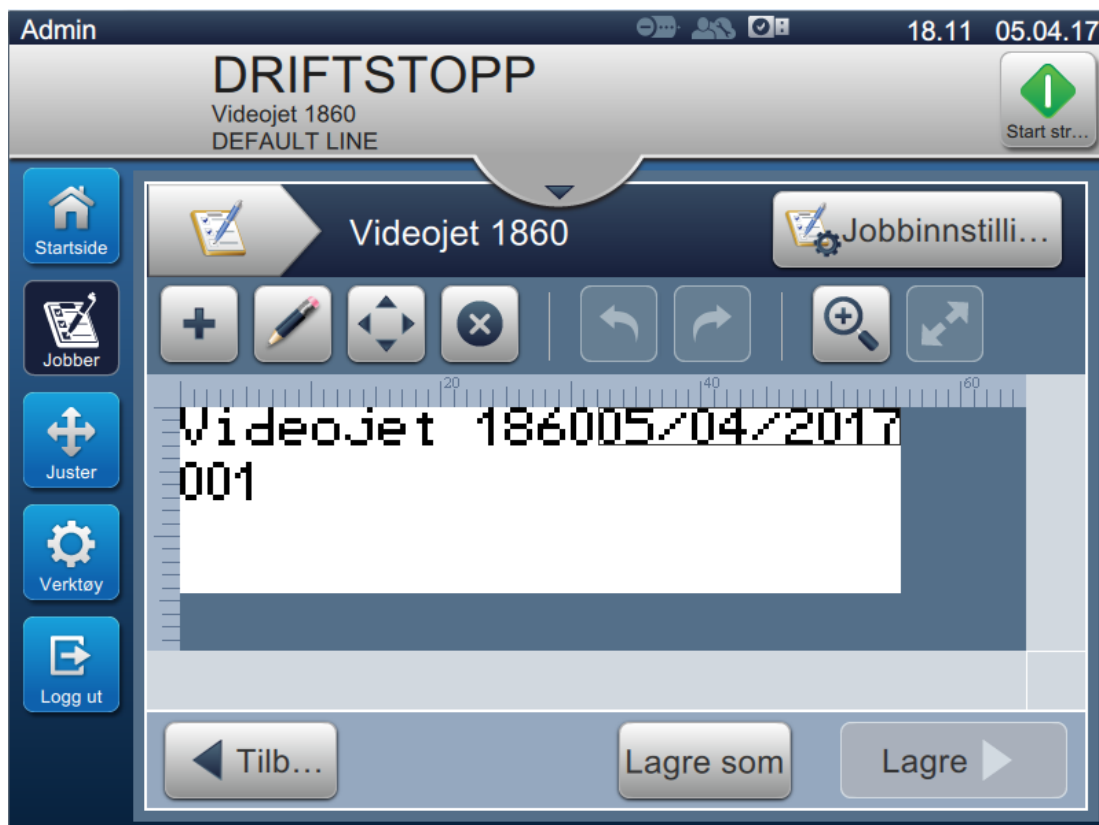 Admin 18.11 05.04.17
DRIFTSTOPP
Videojet 1860
DEFAULT LINE
Start str...
Startside
Videojet 1860
Jobbinnstilli...
Jobber
20 40 60
Videojet 186005/04/2017
001
Juster
Verktøy
Logg ut
Tilb...
Lagre som
Lagre